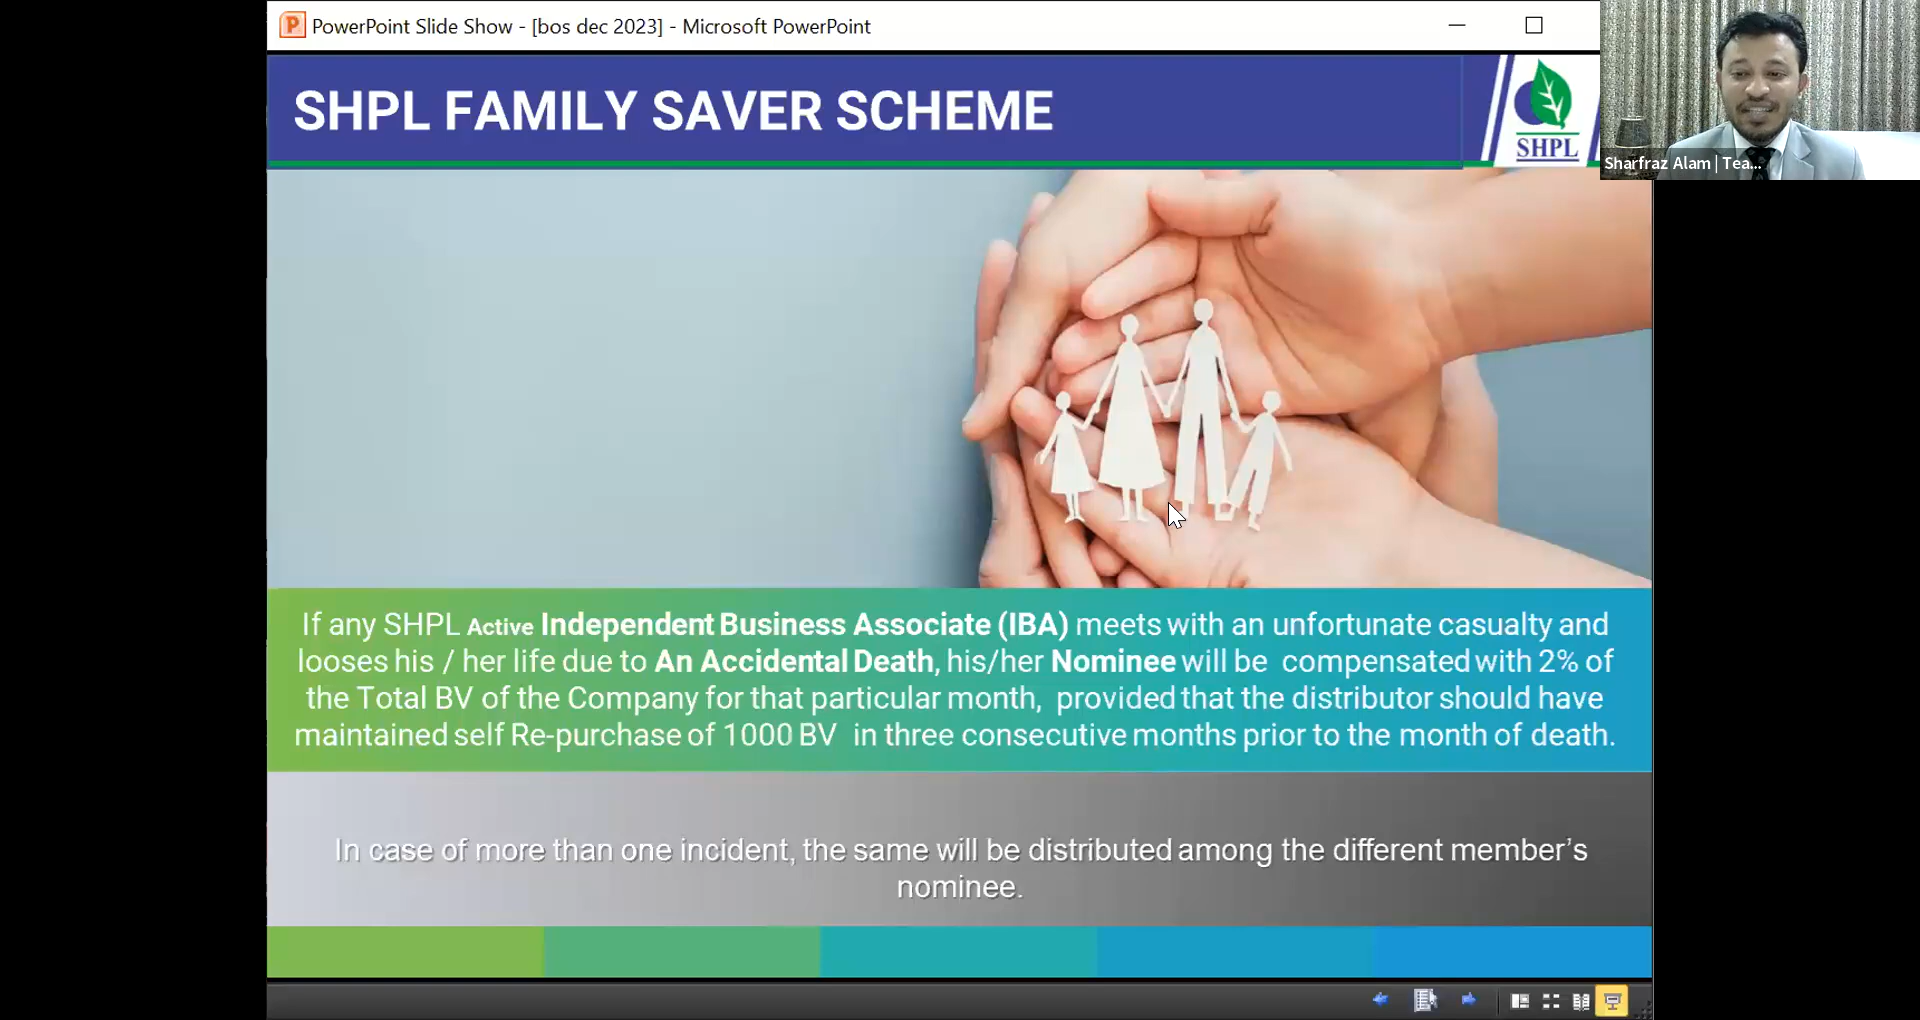 PowerPoint Slide Show - [bos dec 2023] - Microsoft PowerPoint
SHPL FAMILY SAVER SCHEME
SHPL
Sharfraz Alam | Tea...
If any SHPL Active Independent Business Associate (IBA) meets with an unfortunate casualty and
looses his / her life due to An Accidental Death, his/her Nominee will be compensated with 2% of
the Total BV of the Company for that particular month, provided that the distributor should have
maintained self Re-purchase of 1000 BV in three consecutive months prior to the month of death.
In case of more than one incident, the same will be distributed among the different member’s
nominee.